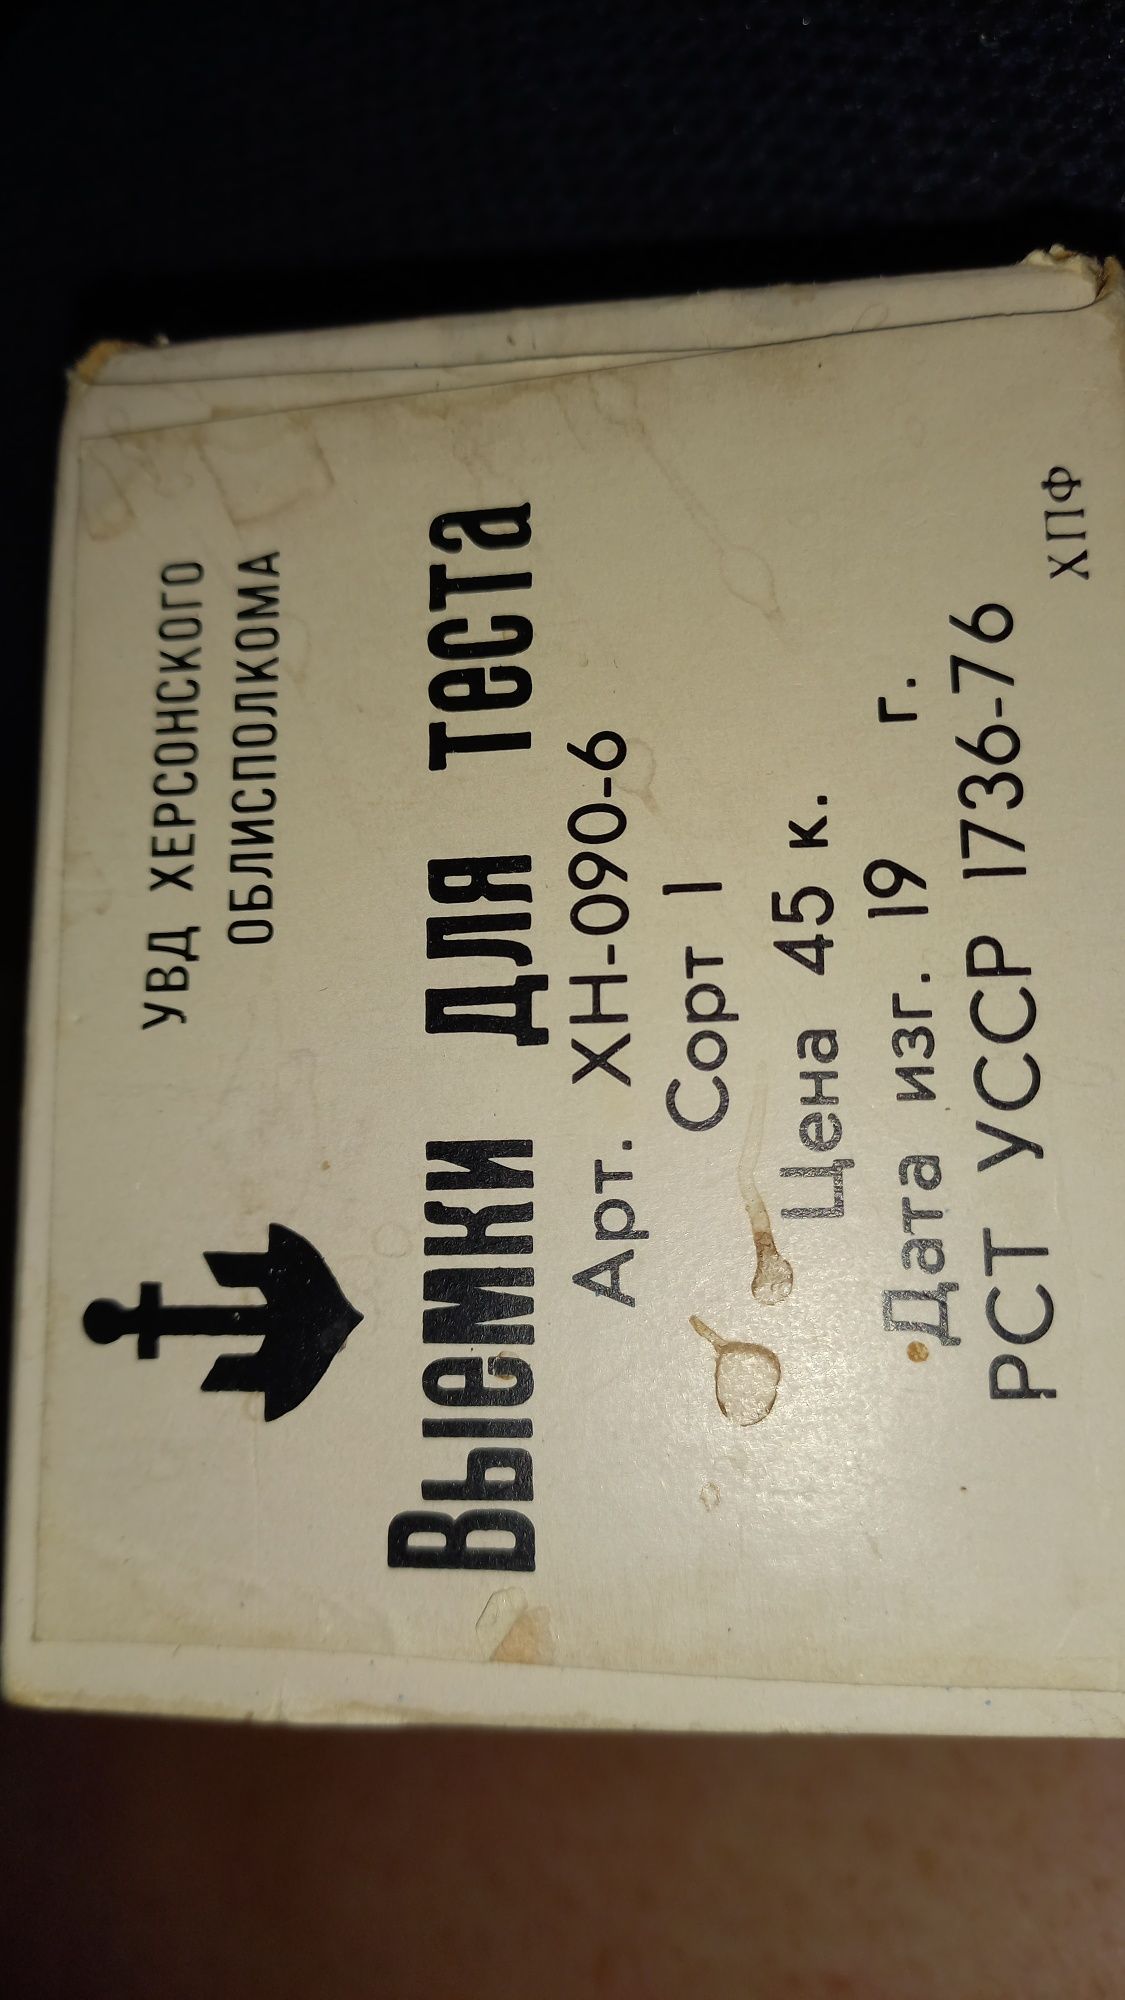 УВД ХЕРСОНСКОГО
ОБЛИСПОЛКОМА
Выемки для теста
Арт. ХН-090-6
Сорт 1
Цена 45 к.
Дата изг. 19 г.
РСТ УССР 1736-76
ХПФ